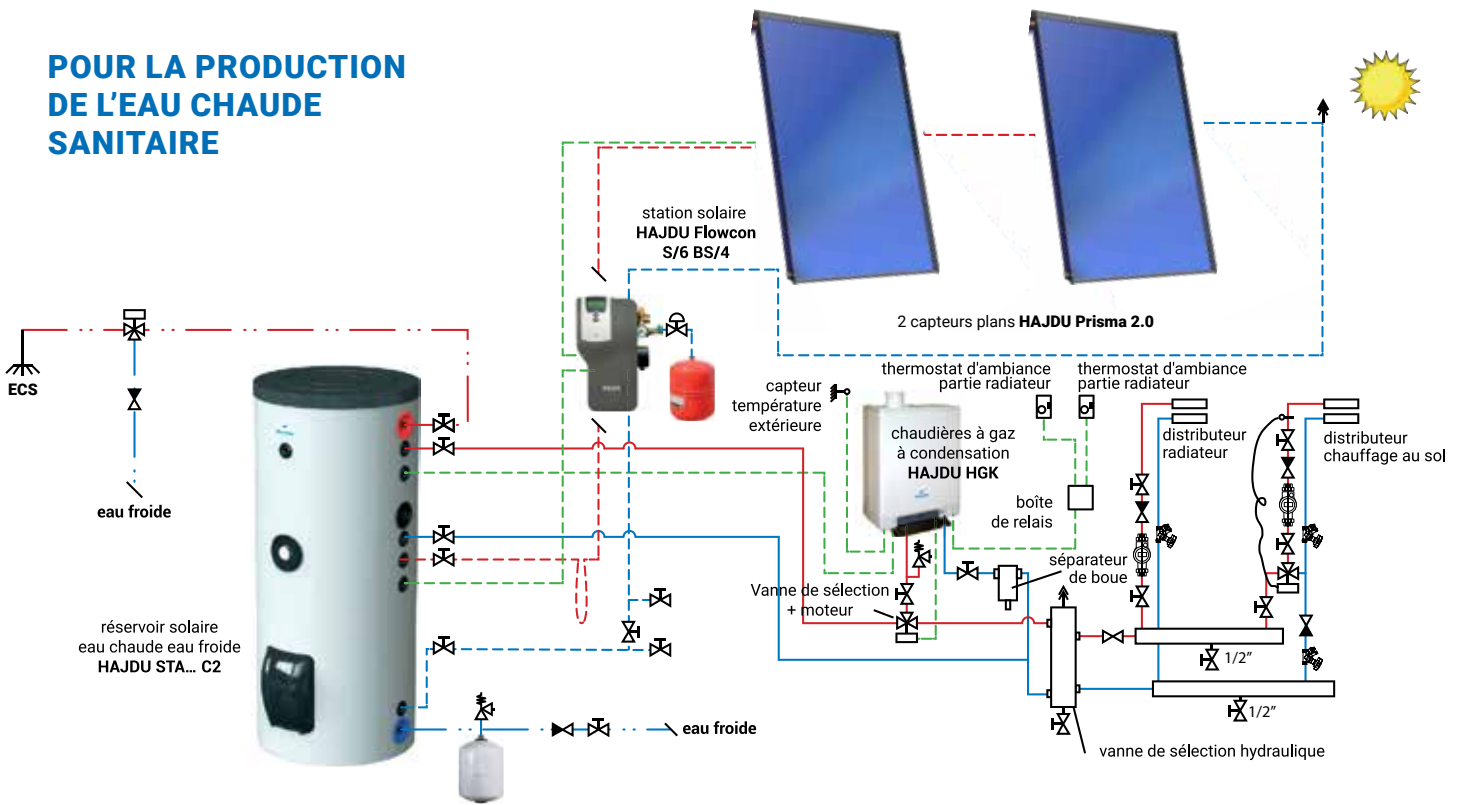 POUR LA PRODUCTION
DE L'EAU CHAUDE
SANITAIRE
station solaire
HAJDU Flowcon
S/6 BS/4
2 capteurs plans HAJDU Prisma 2.0
ECS
eau froide
capteur
température
extérieure
thermostat d'ambiance
partie radiateur
thermostat d'ambiance
partie radiateur
chaudières à gaz
à condensation
HAJDU HGK
boîte
de relais
distributeur
radiateur
distributeur
chauffage au sol
séparateur
de boue
Vanne de sélection
+ moteur
réservoir solaire
eau chaude eau froide
HAJDU STA... C2
1/2"
1/2"
eau froide
vanne de sélection hydraulique